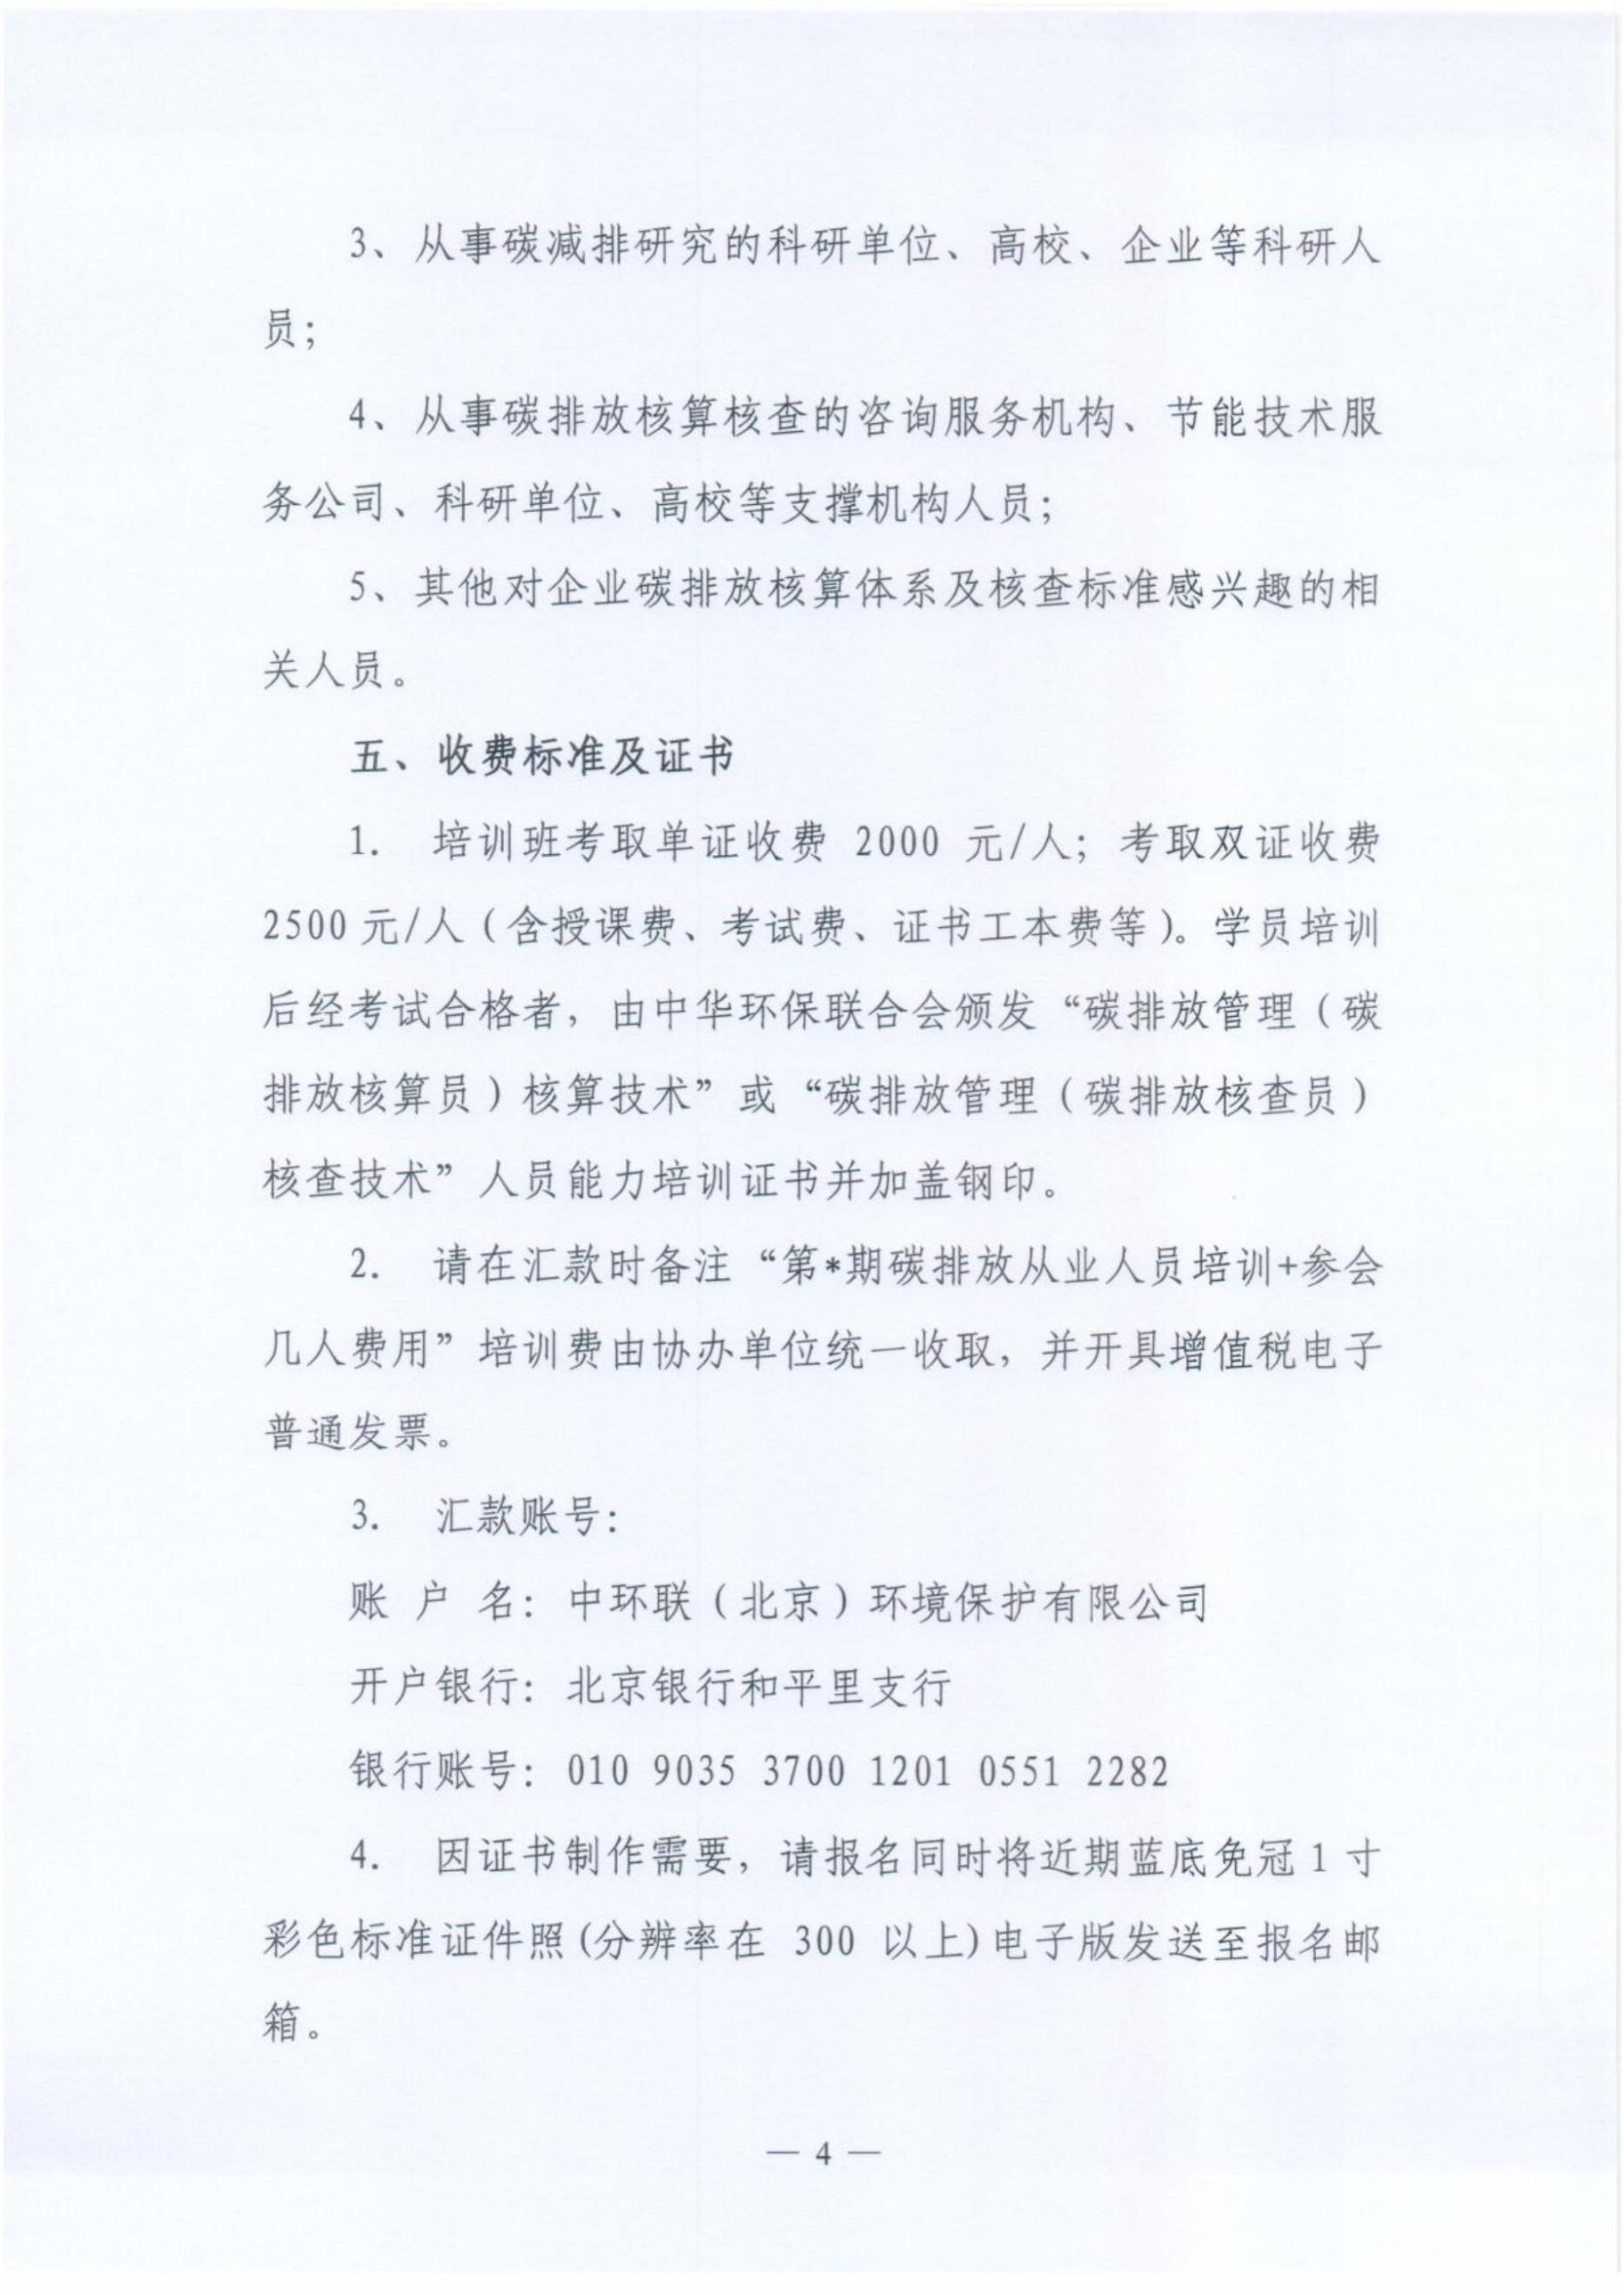 3、从事碳减排研究的科研单位、高校、企业等科研人
员；
4、从事碳排放核算核查的咨询服务机构、节能技术服
务公司、科研单位、高校等支撑机构人员；
5、其他对企业碳排放核算体系及核查标准感兴趣的相
关人员。
五、收费标准及证书
1. 培训班考取单证收费 2000 元/人；考取双证收费
2500 元/人（含授课费、考试费、证书工本费等）。学员培训
后经考试合格者，由中华环保联合会颁发“碳排放管理（碳
排放核算员）核算技术”或“碳排放管理（碳排放核查员）
核查技术”人员能力培训证书并加盖钢印。
2. 请在汇款时备注“第*期碳排放从业人员培训+参会
几人费用”培训费由协办单位统一收取，并开具增值税电子
普通发票。
3. 汇款账号：
账 户 名：中环联（北京）环境保护有限公司
开户银行：北京银行和平里支行
银行账号：010 9035 3700 1201 0551 2282
4. 因证书制作需要，请报名同时将近期蓝底免冠 1 寸
彩色标准证件照(分辨率在 300 以上)电子版发送至报名邮
箱。
— 4 —